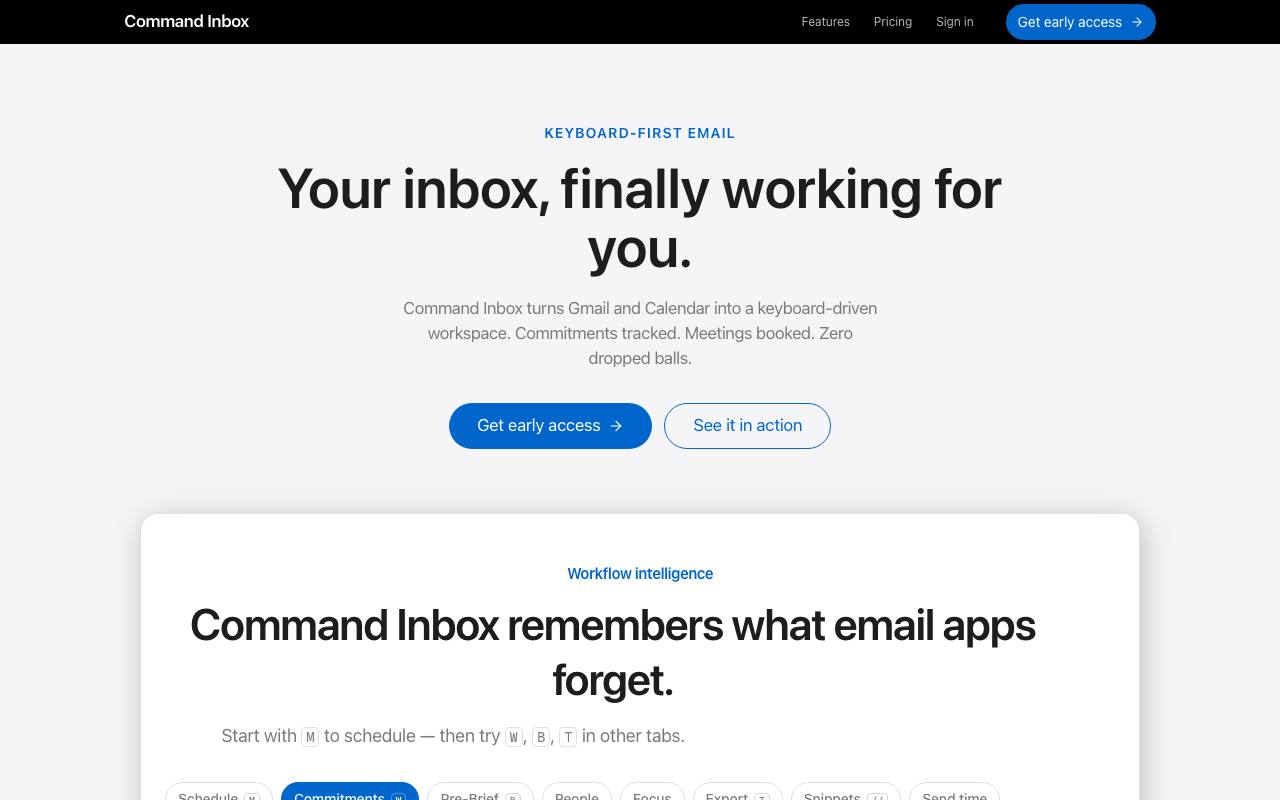 Command Inbox
Features
Pricing
Sign in
Get early access →
KEYBOARD-FIRST EMAIL
Your inbox, finally working for
you.
Command Inbox turns Gmail and Calendar into a keyboard-driven
workspace. Commitments tracked. Meetings booked. Zero
dropped balls.
Get early access →
See it in action
Workflow intelligence
Command Inbox remembers what email apps
forget.
Start with M to schedule — then try W, B, T in other tabs.
Schedule M
Commitments W
Pre-Brief B
People
Focus
Export T
Snippets //
Send time